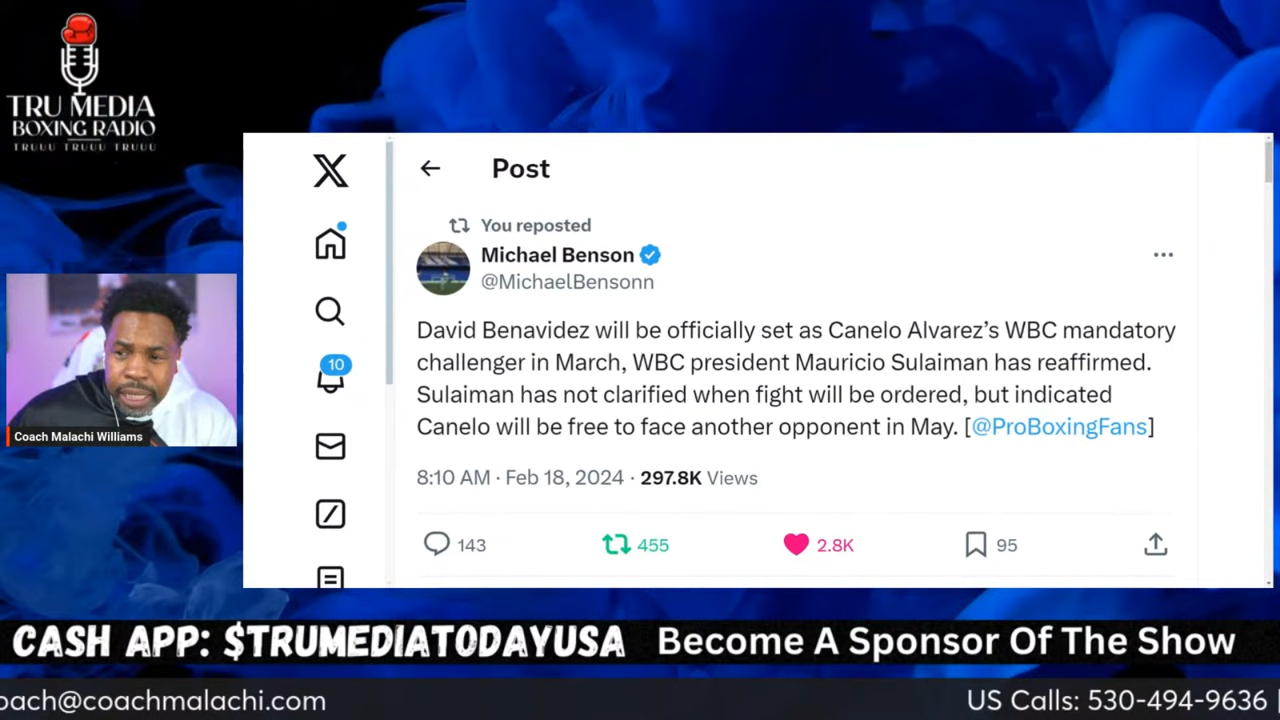 TRU MEDIA
BOXING RADIO
TRUUU TRUUU TRUUU
Coach Malachi Williams
X
10
Post
You reposted
Michael Benson
@MichaelBensonn
David Benavidez will be officially set as Canelo Alvarez’s WBC mandatory
challenger in March, WBC president Mauricio Sulaiman has reaffirmed.
Sulaiman has not clarified when fight will be ordered, but indicated
Canelo will be free to face another opponent in May. [@ProBoxingFans]
8:10 AM · Feb 18, 2024 · 297.8K Views
143 455 2.8K 95
CASH APP: $TRUMEDIATODAYUSA Become A Sponsor Of The Show
oach@coachmalachi.com US Calls: 530-494-9636